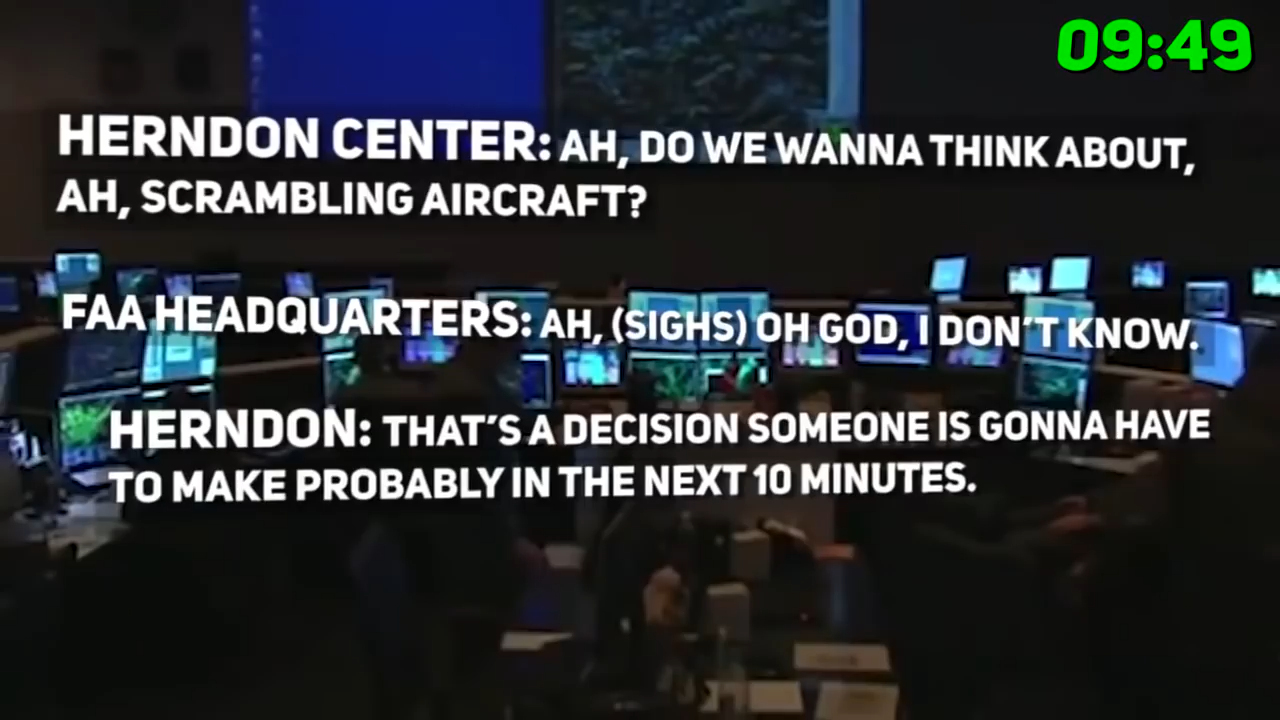 09:49
HERNDON CENTER: AH, DO WE WANNA THINK ABOUT,
AH, SCRAMBLING AIRCRAFT?
FAA HEADQUARTERS: AH, (SIGHS) OH GOD, I DON'T KNOW.
HERNDON: THAT'S A DECISION SOMEONE IS GONNA HAVE
TO MAKE PROBABLY IN THE NEXT 10 MINUTES.